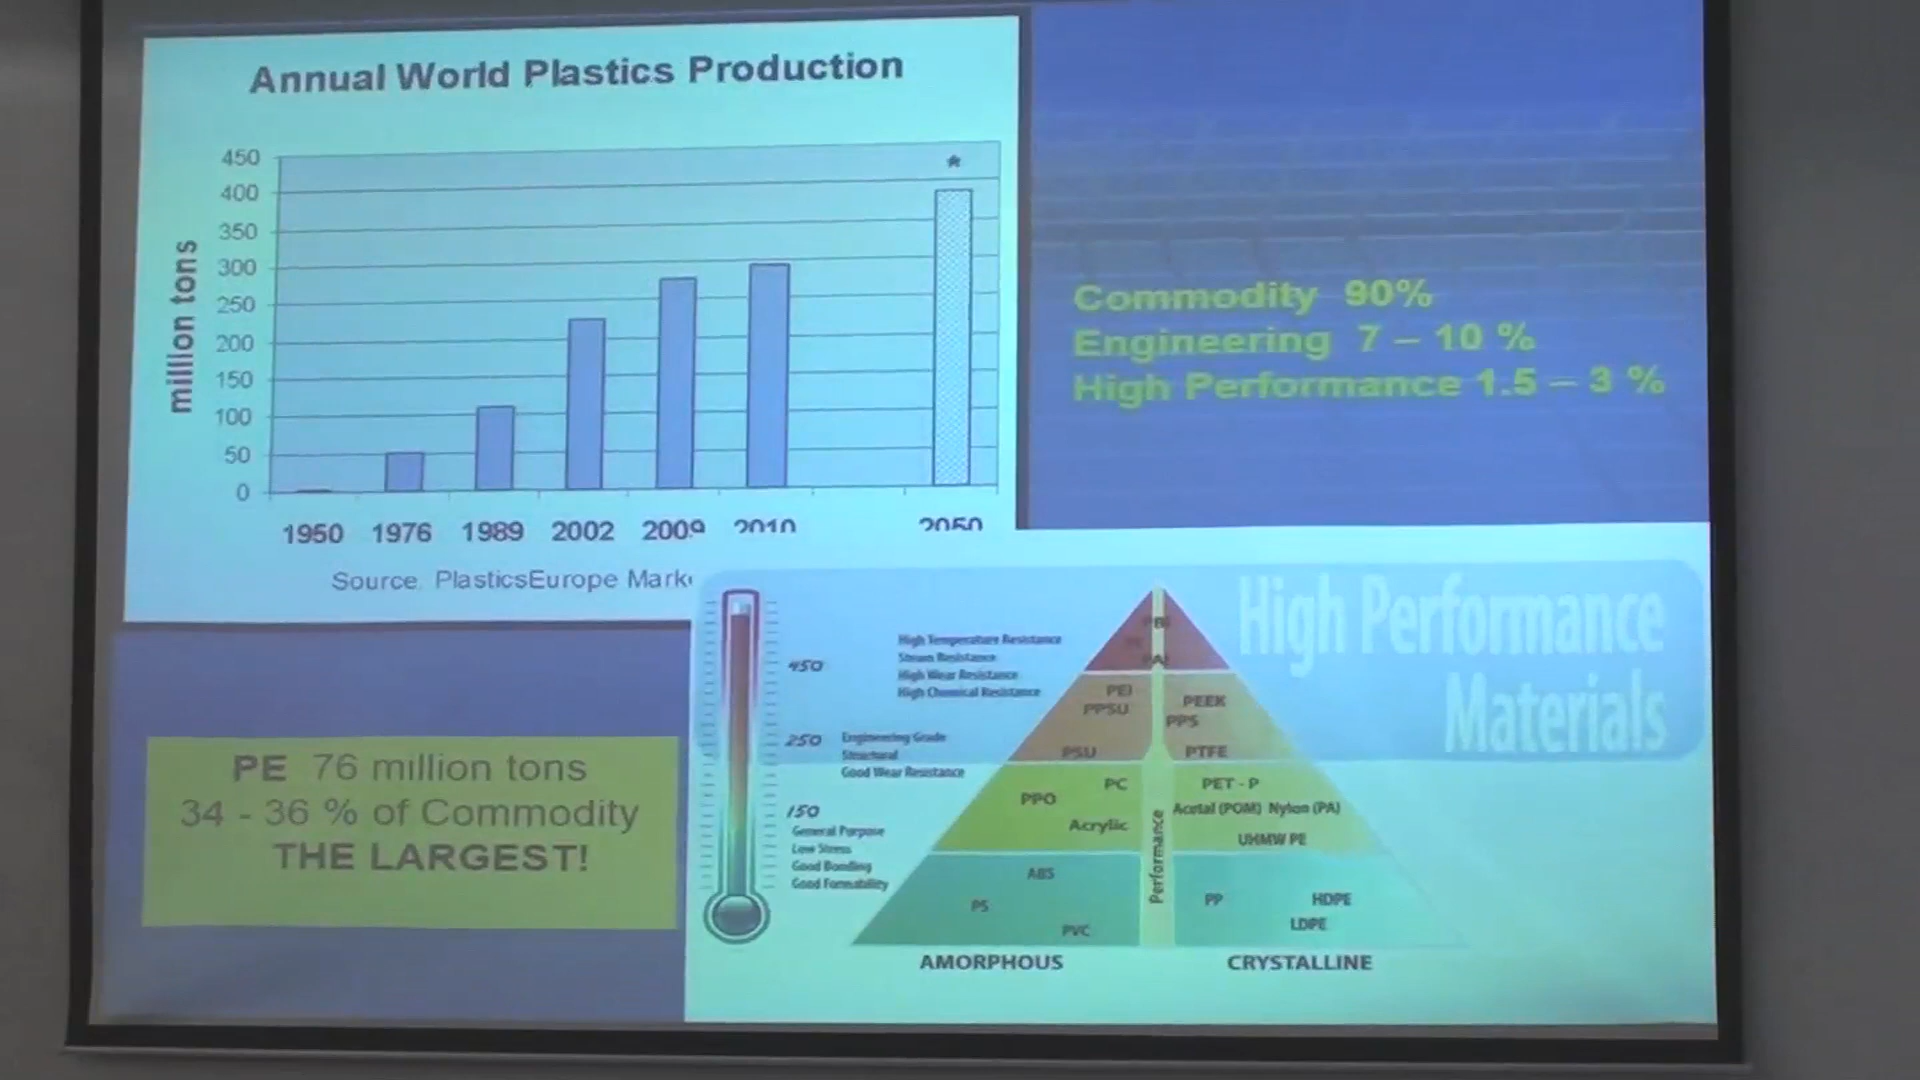 Annual World Plastics Production
million tons
450
400
350
300
250
200
150
100
50
0
*
1950 1976 1989 2002 2009 2010 2050
Source. PlasticsEurope Mark
Commodity 90%
Engineering 7 – 10 %
High Performance 1.5 – 3 %
PE 76 million tons
34 - 36 % of Commodity
THE LARGEST!
High Performance
Materials
450
High Temperature Resistance
Steam Resistance
High Wear Resistance
High Chemical Resistance
250
Engineering Grade
Structural
Good Wear Resistance
150
General Purpose
Low Stress
Good Bonding
Good Formability
PBI
PAI
PEI
PPSU
PSU
PEEK
PPS
PTFE
PC
PPO
Acrylic
PET - P
Acetal (POM) Nylon (PA)
UHMW PE
Performance
ABS
PS
PVC
PP
HDPE
LDPE
AMORPHOUS
CRYSTALLINE